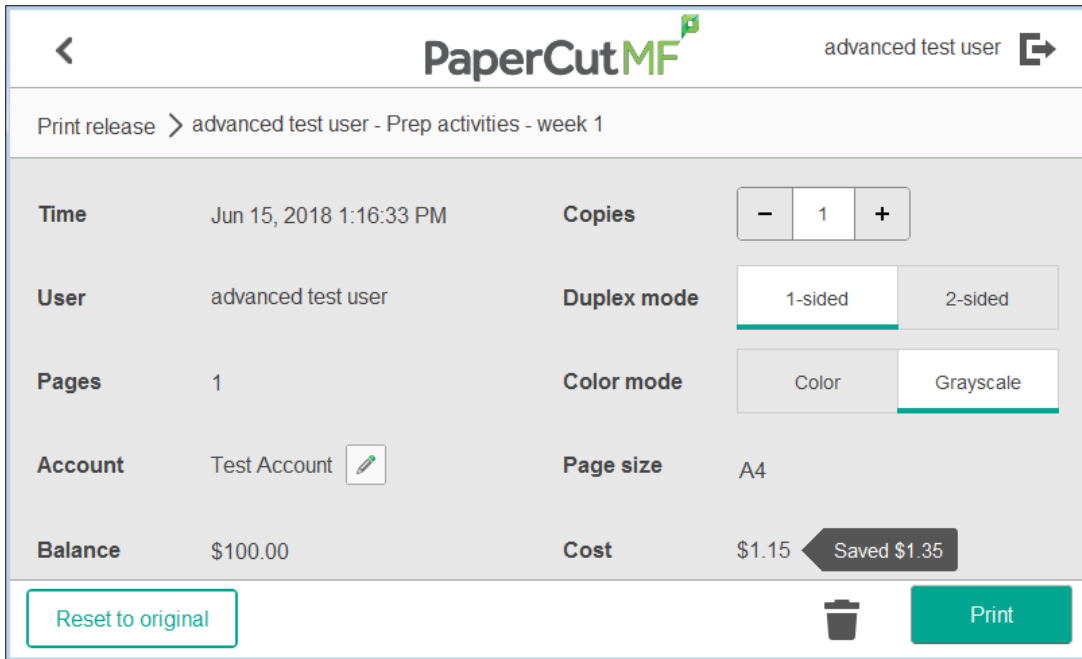 PaperCutMF
advanced test user
Print release > advanced test user - Prep activities - week 1
Time Jun 15, 2018 1:16:33 PM Copies - 1 +
User advanced test user Duplex mode 1-sided 2-sided
Pages 1 Color mode Color Grayscale
Account Test Account Page size A4
Balance $100.00 Cost $1.15 Saved $1.35
Reset to original Print